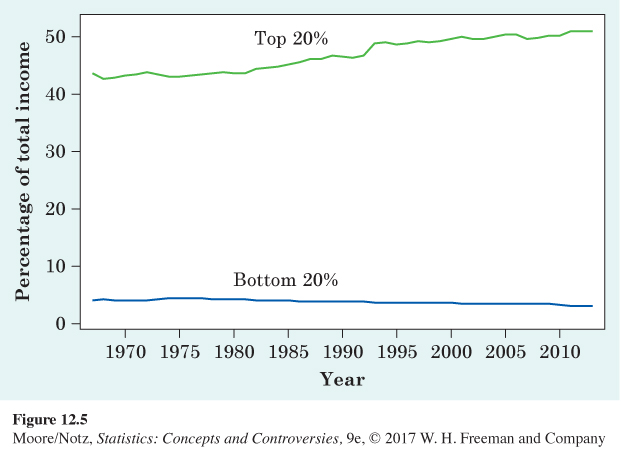 50
40
30
20
10
0
Percentage of total income
Top 20%
Bottom 20%
1970 1975 1980 1985 1990 1995 2000 2005 2010
Year
Figure 12.5
Moore/Notz, Statistics: Concepts and Controversies, 9e, © 2017 W. H. Freeman and Company